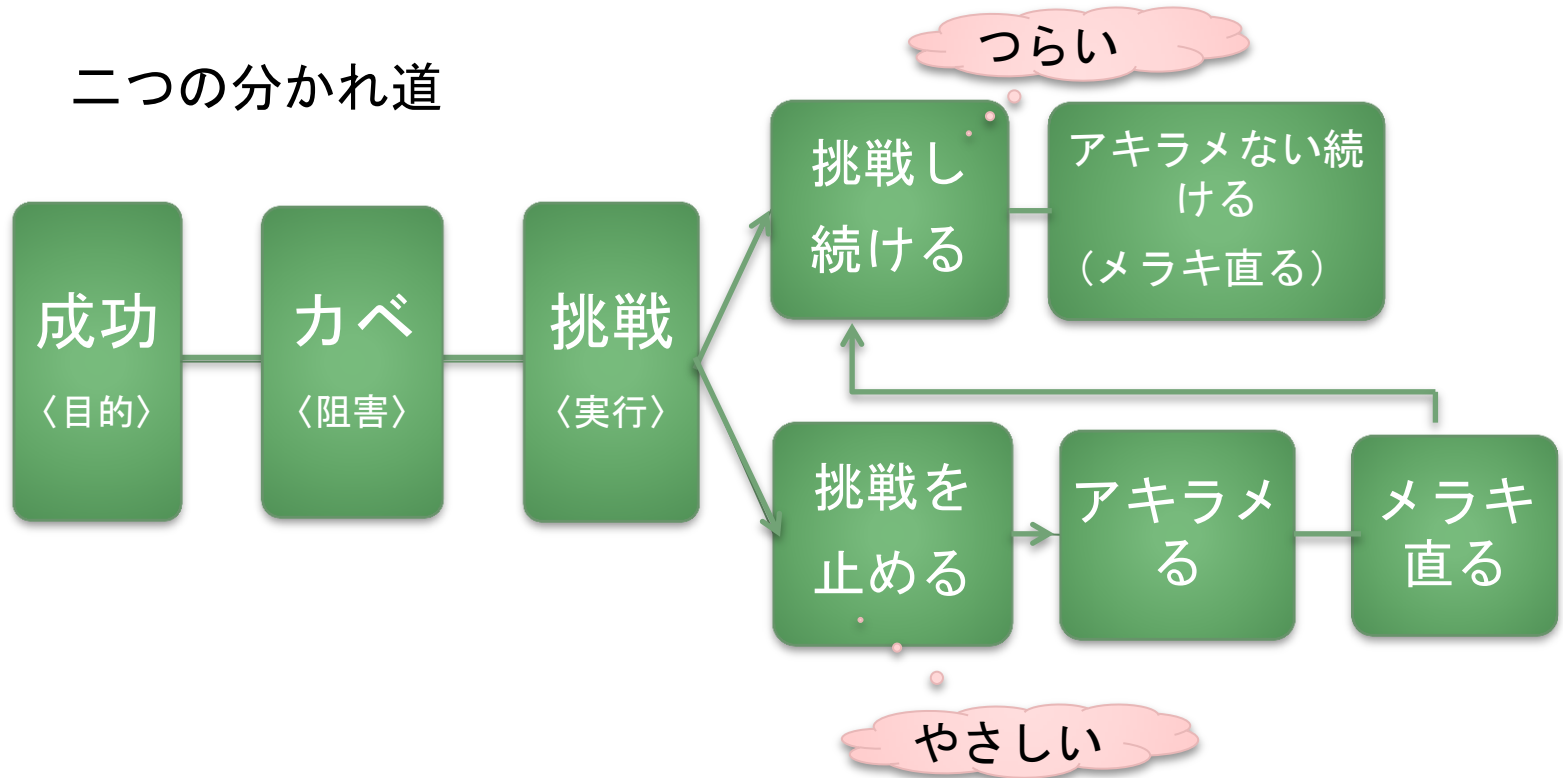 二つの分かれ道
成功
〈目的〉
カベ
〈阻害〉
挑戦
〈実行〉
つらい
挑戦し
続ける
アキラメない続
ける
（メラキ直る）
挑戦を
止める
アキラメ
る
メラキ
直る
やさしい